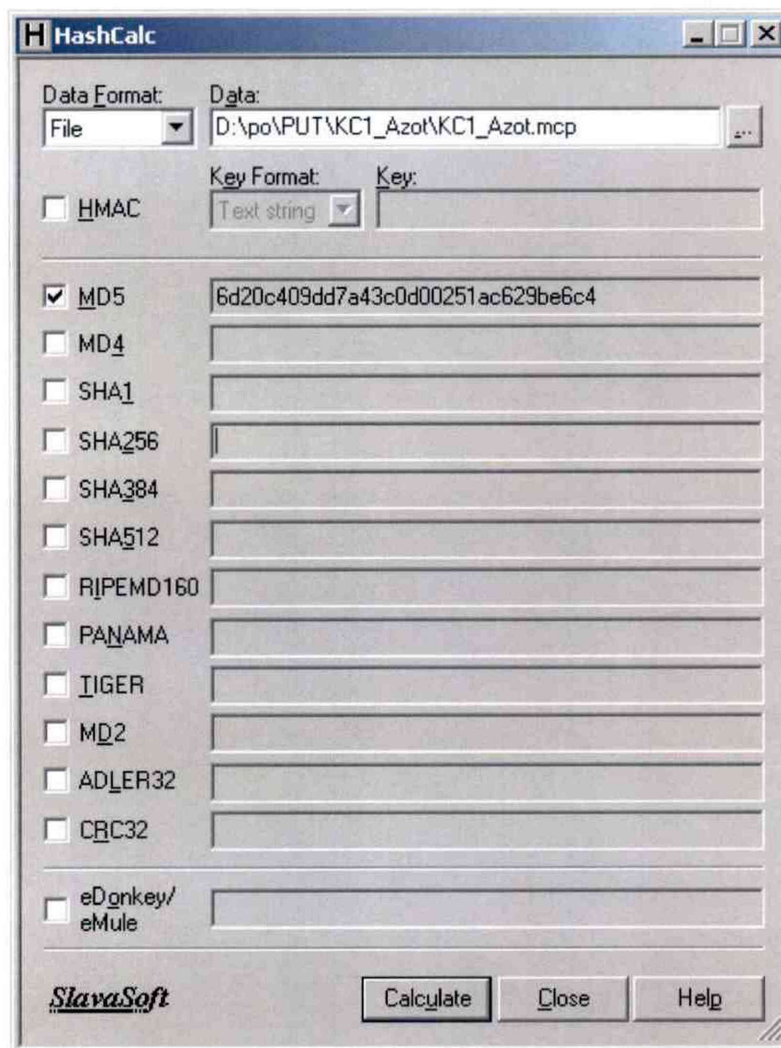 HashCalc
Data Format: Data:
File D:\po\PUT\KC1_Azot\KC1_Azot.mcp ...
Key Format: Key:
HMAC Text string
MD5 6d20c409dd7a43c0d00251ac629be6c4
MD4
SHA1
SHA256
SHA384
SHA512
RIPEMD160
PANAMA
TIGER
MD2
ADLER32
CRC32
eDonkey/
eMule
SlavaSoft Calculate Close Help